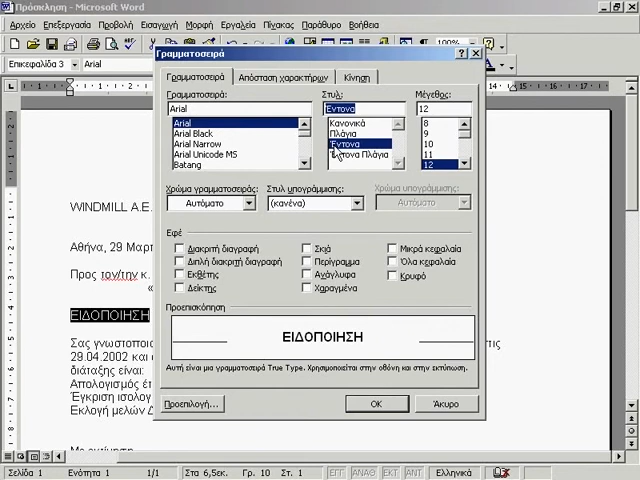 Πρόσκληση - Microsoft Word
Αρχείο Επεξεργασία Προβολή Εισαγωγή Μορφή Εργαλεία Πίνακας Παράθυρο Βοήθεια
100%
Επικεφαλίδα 3 Arial
Γραμματοσειρά
Γραμματοσειρά Απόσταση χαρακτήρων Κίνηση
Γραμματοσειρά: Στυλ: Μέγεθος:
Arial Έντονα 12
Arial Κανονικά 8
Arial Black Πλάγια 9
Arial Narrow Έντονα 10
Arial Unicode MS Έντονα Πλάγια 11
Batang 12
Χρώμα γραμματοσειράς: Στυλ υπογράμμισης: Χρώμα υπογράμμισης:
Αυτόματο (κανένα) Αυτόματο
Εφέ
Διακριτή διαγραφή Σκιά Μικρά κεφαλαία
Διπλή διακριτή διαγραφή Περίγραμμα Όλα κεφαλαία
Εκθέτης Ανάγλυφα Κρυφό
Δείκτης Χαραγμένα
Προεπισκόπηση
ΕΙΔΟΠΟΙΗΣΗ
Αυτή είναι μια γραμματοσειρά True Type. Χρησιμοποιείται στην οθόνη και στην εκτύπωση.
Προεπιλογή... OK Άκυρο
WINDMILL A.E.
Αθήνα, 29 Μαρτ
Προς τον/την κ.
«
ΕΙΔΟΠΟΙΗΣΗ
Σας γνωστοποιο στις
29.04.2002 και
διάταξης είναι:
Απολογισμός έτ
Έγκριση ισολογ
Εκλογή μελών Δ
Με εκτίμηση
Σελίδα 1 Ενότητα 1 1/1 Στα 6,5εκ. Γρ. 10 Στ. 1 ΕΓΓ ΑΝΑΘ ΕΚΤ ΑΝΤ Ελληνικά